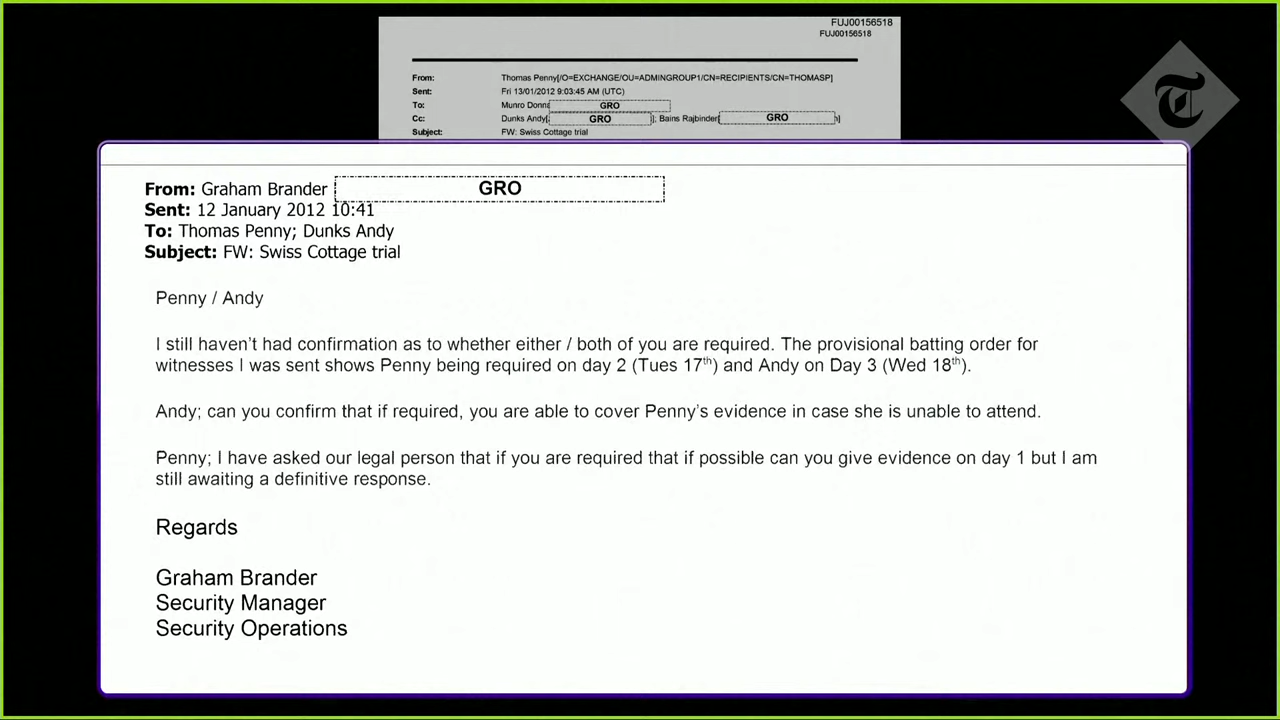 FUJ00156518
FUJ00156518
From: Thomas Penny[/O=EXCHANGE/OU=ADMINGROUP1/CN=RECIPIENTS/CN=THOMASP]
Sent: Fri 13/01/2012 9:03:45 AM (UTC)
To: Munro Donna GRO
Cc: Dunks Andy[ GRO ]; Bains Rajbinder[ GRO ]
Subject: FW: Swiss Cottage trial
From: Graham Brander GRO
Sent: 12 January 2012 10:41
To: Thomas Penny; Dunks Andy
Subject: FW: Swiss Cottage trial
Penny / Andy
I still haven't had confirmation as to whether either / both of you are required. The provisional batting order for
witnesses I was sent shows Penny being required on day 2 (Tues 17th) and Andy on Day 3 (Wed 18th).
Andy; can you confirm that if required, you are able to cover Penny's evidence in case she is unable to attend.
Penny; I have asked our legal person that if you are required that if possible can you give evidence on day 1 but I am
still awaiting a definitive response.
Regards
Graham Brander
Security Manager
Security Operations
T